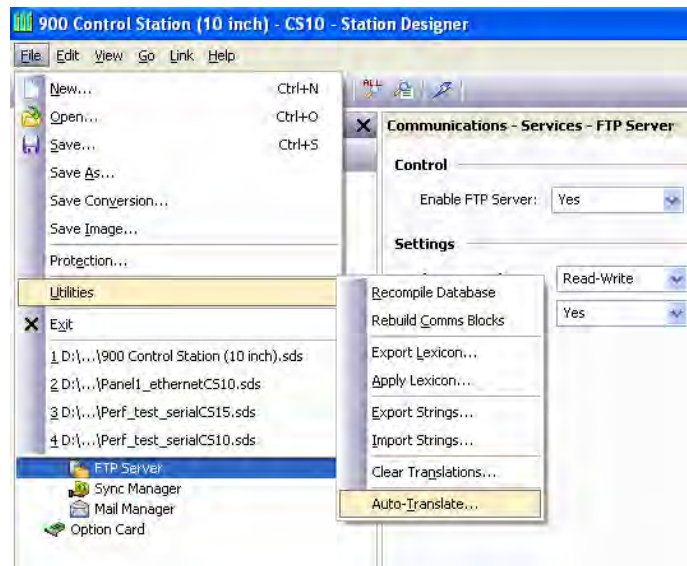 900 Control Station (10 inch) - CS10 - Station Designer
File Edit View Go Link Help
New... Ctrl+N
Open... Ctrl+O
Save... Ctrl+S
Save As...
Save Conversion...
Save Image...
Protection...
Utilities
Exit
1 D:\...\900 Control Station (10 inch).sds
2 D:\...\Panel1_ethernetCS10.sds
3 D:\...\Perf_test_serialCS15.sds
4 D:\...\Perf_test_serialCS10.sds
FTP Server
Sync Manager
Mail Manager
Option Card
Recompile Database
Rebuild Comms Blocks
Export Lexicon...
Apply Lexicon...
Export Strings...
Import Strings...
Clear Translations...
Auto-Translate...
ALL
Communications - Services - FTP Server
Control
Enable FTP Server: Yes
Settings
Read-Write
Yes